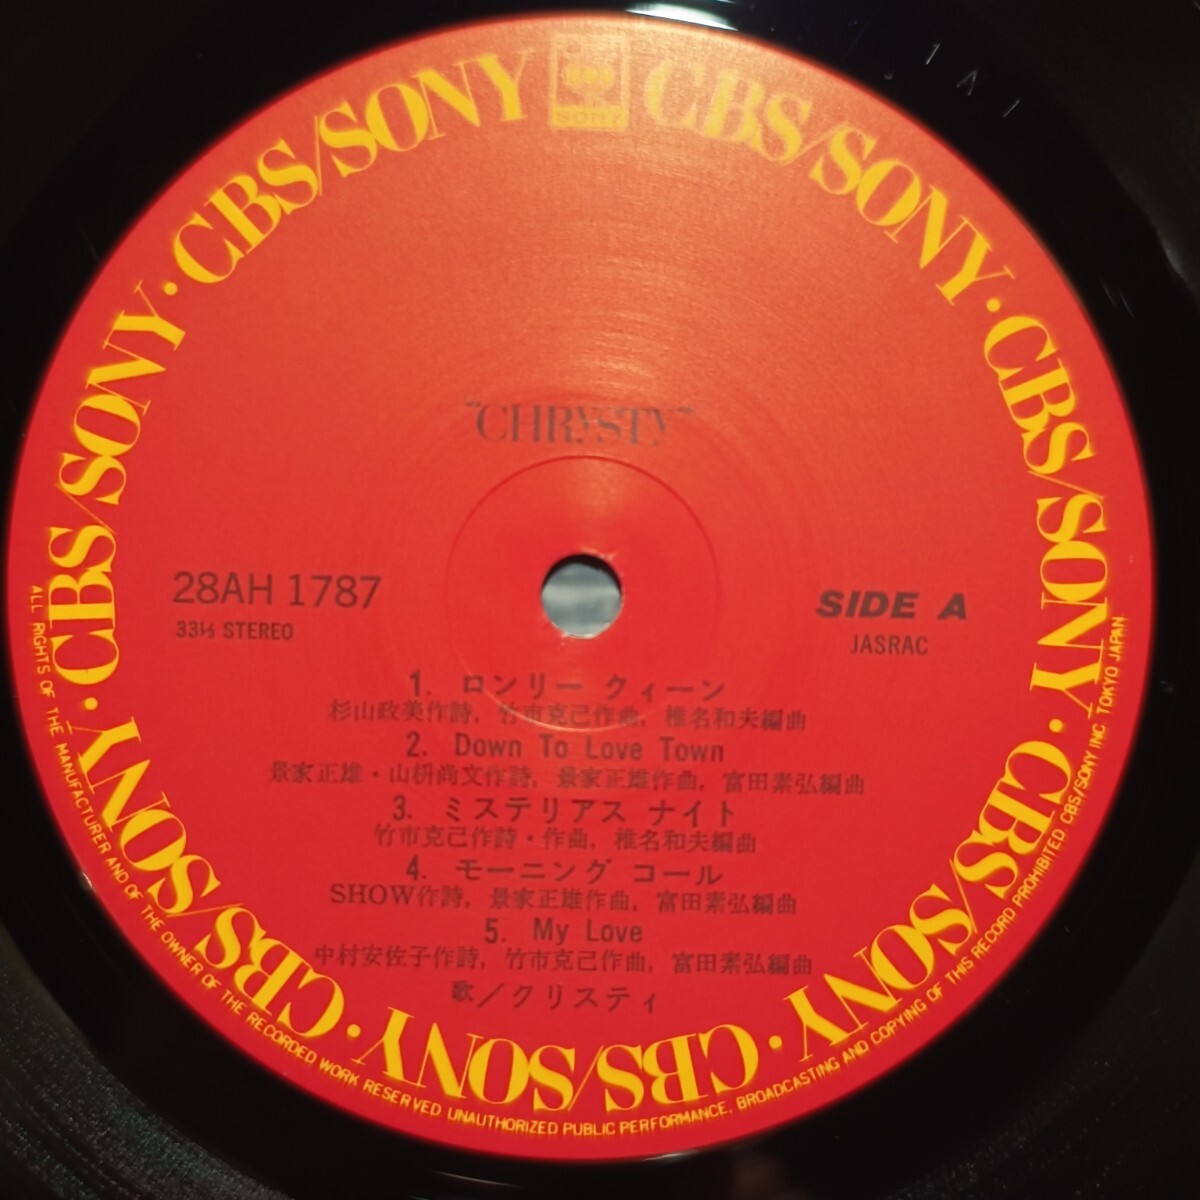 CBS/SONY · CBS/SONY · CBS/SONY · CBS/SONY · CBS/SONY · CBS/SONY · CBS/SONY · CBS/SONY
CBS
SONY
1 A 1
"CHRYSTY"
28AH 1787
33⅓ STEREO
SIDE A
JASRAC
1. ロンリー クィーン
杉山政美作詩, 竹市克己作曲, 椎名和夫編曲
2. Down To Love Town
景家正雄・山枡尚文作詩, 景家正雄作曲, 富田素弘編曲
3. ミステリアス ナイト
竹市克己作詩・作曲, 椎名和夫編曲
4. モーニング コール
SHOW作詩, 景家正雄作曲, 富田素弘編曲
5. My Love
中村安佐子作詩, 竹市克己作曲, 富田素弘編曲
歌／クリスティ
ALL RIGHTS OF THE MANUFACTURER AND OF THE OWNER OF THE RECORDED WORK RESERVED UNAUTHORIZED PUBLIC PERFORMANCE, BROADCASTING AND COPYING OF THIS RECORD PROHIBITED CBS/SONY INC. TOKYO JAPAN